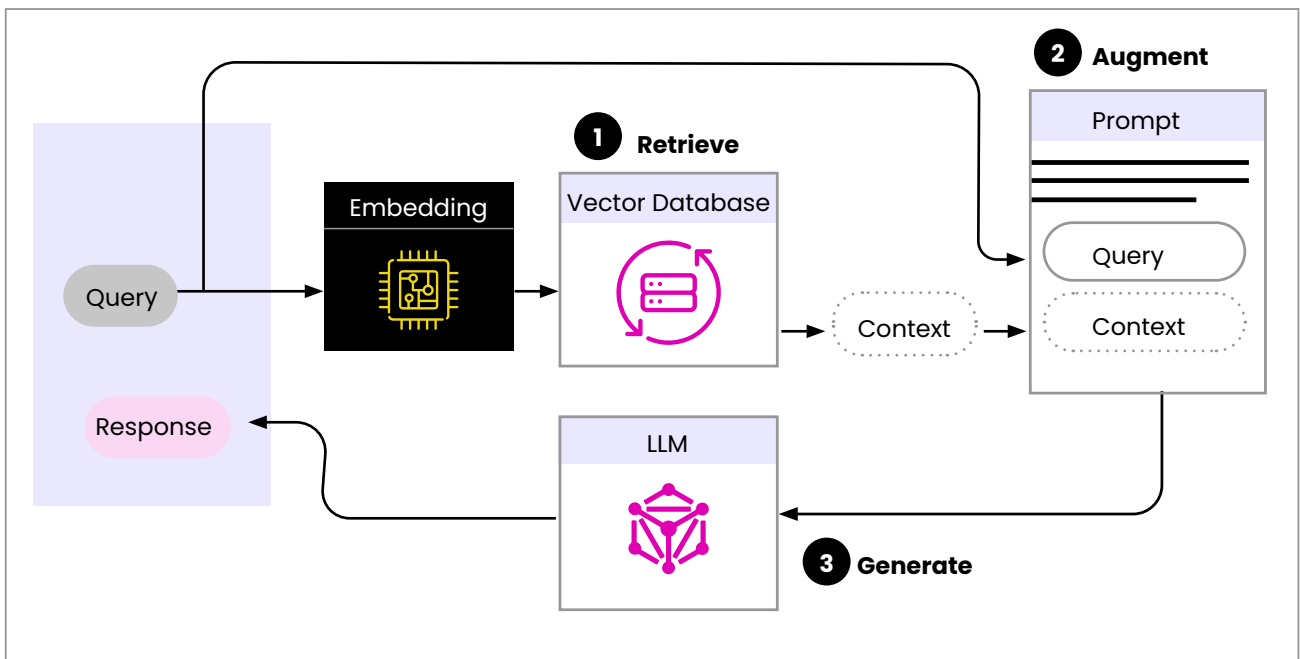 2 Augment
Prompt
1 Retrieve
Embedding
Vector Database
Query
Query
Context
Context
Response
LLM
3 Generate